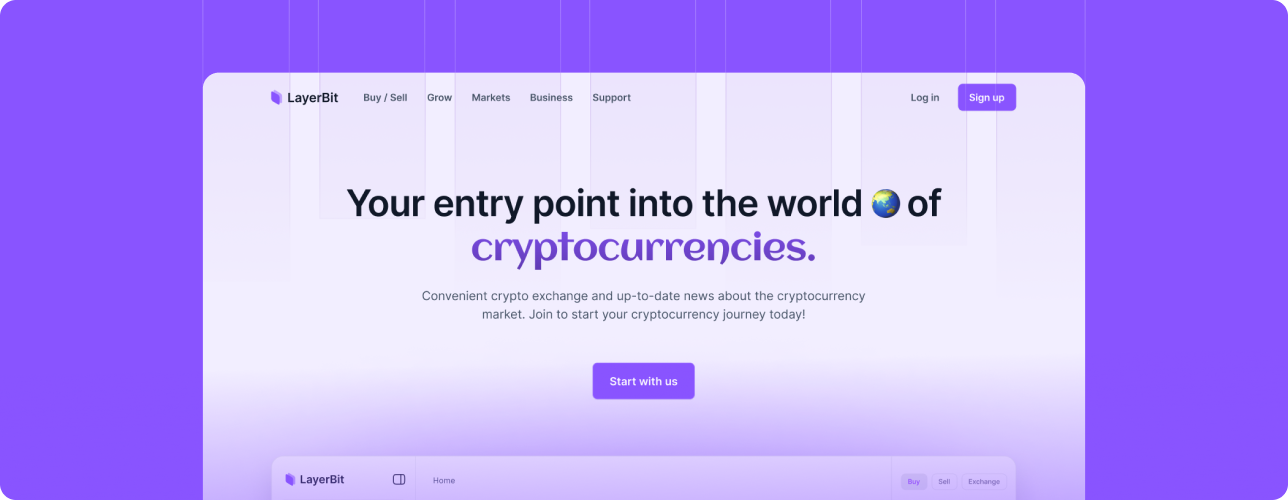 LayerBit Buy / Sell Grow Markets Business Support Log in Sign up
Your entry point into the world 🌏 of
cryptocurrencies.
Convenient crypto exchange and up-to-date news about the cryptocurrency
market. Join to start your cryptocurrency journey today!
Start with us
LayerBit Home Buy Sell Exchange